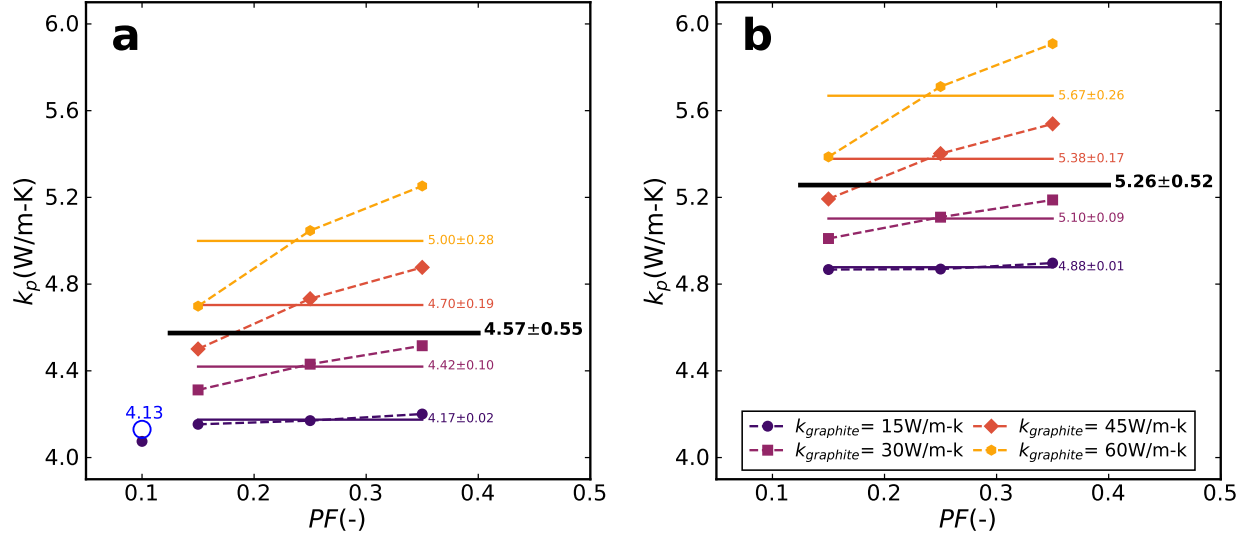 a
6.0
5.6
5.2
4.8
4.4
4.0
k_p(W/m-K)
5.00±0.28
4.70±0.19
4.57±0.55
4.42±0.10
4.17±0.02
4.13
0.1 0.2 0.3 0.4 0.5
PF(-)
b
6.0
5.6
5.2
4.8
4.4
4.0
k_p(W/m-K)
5.67±0.26
5.38±0.17
5.26±0.52
5.10±0.09
4.88±0.01
k_graphite= 15W/m-k k_graphite= 45W/m-k
k_graphite= 30W/m-k k_graphite= 60W/m-k
0.1 0.2 0.3 0.4 0.5
PF(-)